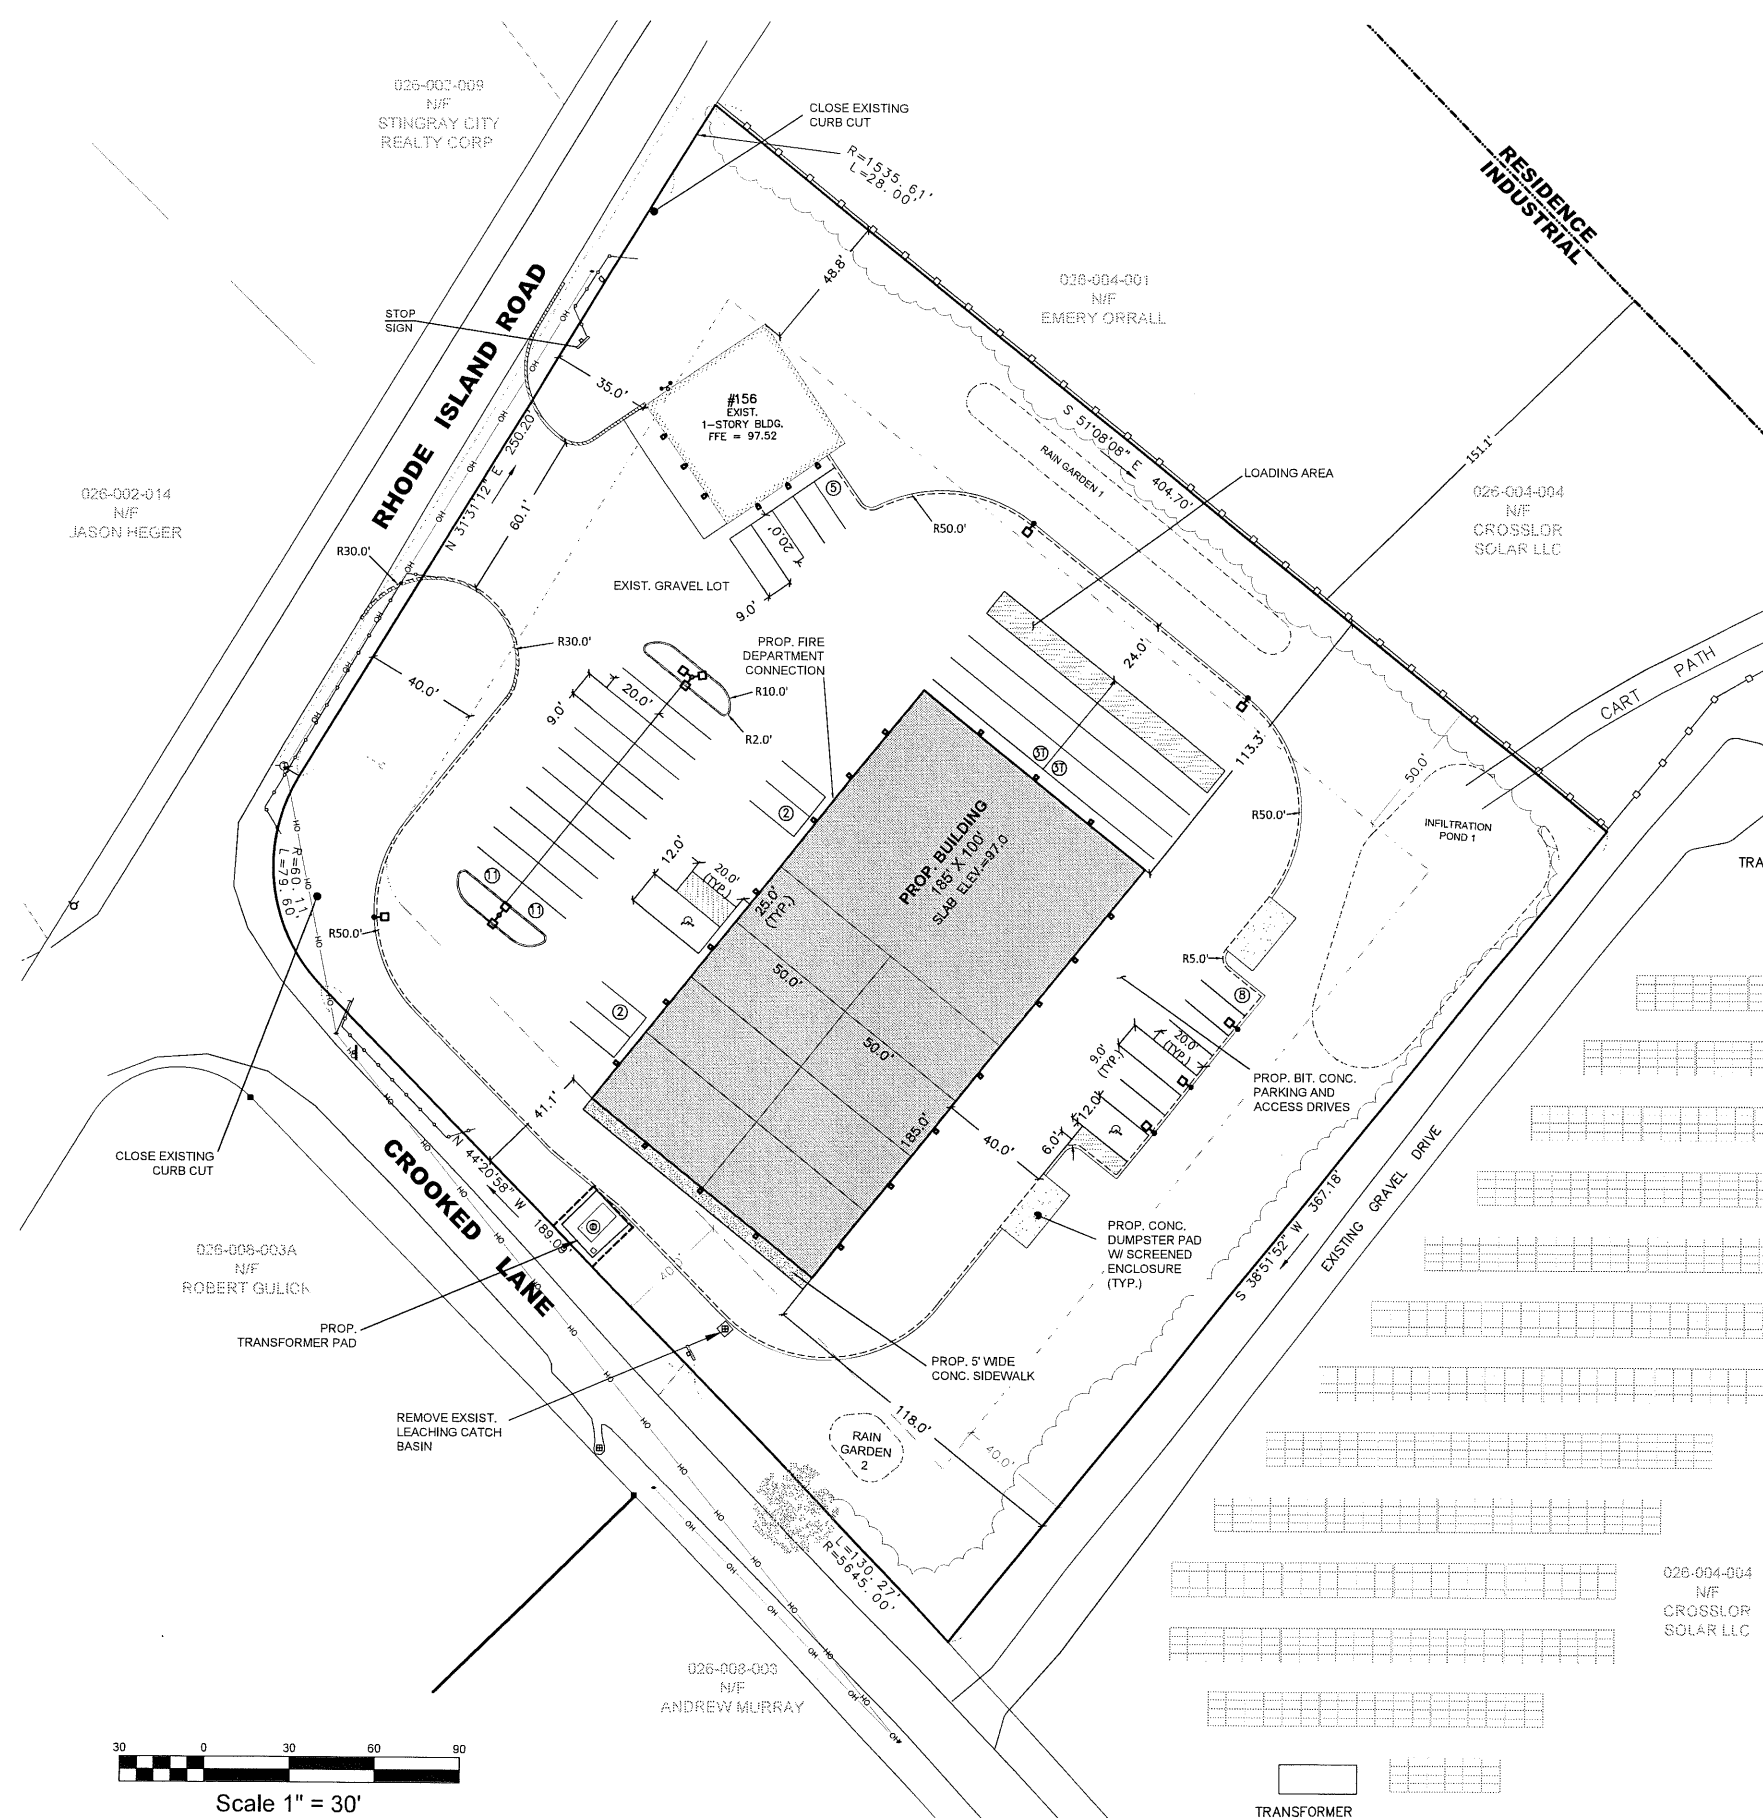 026-002-009
N/F
STINGRAY CITY
REALTY CORP
CLOSE EXISTING
CURB CUT
R=1535.61'
L=28.00'
RESIDENCE
INDUSTRIAL
48.8'
026-004-001
N/F
EMERY ORRALL
STOP
SIGN
RHODE ISLAND ROAD
35.0'
#156
EXIST.
1-STORY BLDG.
FFE = 97.52
S 51°08'08" E 404.70'
RAIN GARDEN 1
151.1'
LOADING AREA
026-002-014
N/F
JASON HEGER
N 31°31'12" E 250.20'
60.1'
5
20.0'
R50.0'
026-004-004
N/F
CROSSLOR
SOLAR LLC
R30.0'
EXIST. GRAVEL LOT
9.0'
R30.0'
PROP. FIRE
DEPARTMENT
CONNECTION
24.0'
CART PATH
40.0'
20.0'
9.0'
R10.0'
R2.0'
113.3'
50.0'
3T
3T
2
R50.0'
INFILTRATION
POND 1
PROP. BUILDING
185' X 100'
SLAB ELEV.=97.0
TRA
R=60.11'
L=79.60'
12.0'
20.0'
(TYP.)
25.0'
(TYP.)
11
11
R50.0'
50.0'
R5.0'
8
2
50.0'
20.0'
(TYP.)
9.0'
(TYP.)
PROP. BIT. CONC.
PARKING AND
ACCESS DRIVES
41.1'
12.0'
6.0'
185.0'
40.0'
CLOSE EXISTING
CURB CUT
CROOKED LANE
N 44°20'58" W 189.09'
EXISTING GRAVEL DRIVE
S 38°51'52" W 367.18'
PROP. CONC.
DUMPSTER PAD
W/ SCREENED
ENCLOSURE
(TYP.)
026-008-003A
N/F
ROBERT GULICK
40.0'
PROP.
TRANSFORMER PAD
PROP. 5' WIDE
CONC. SIDEWALK
REMOVE EXSIST.
LEACHING CATCH
BASIN
118.0'
RAIN
GARDEN
2
40.0'
L=130.27'
R=5645.00'
026-004-004
N/F
CROSSLOR
SOLAR LLC
026-008-003
N/F
ANDREW MURRAY
30 0 30 60 90
Scale 1" = 30'
TRANSFORMER